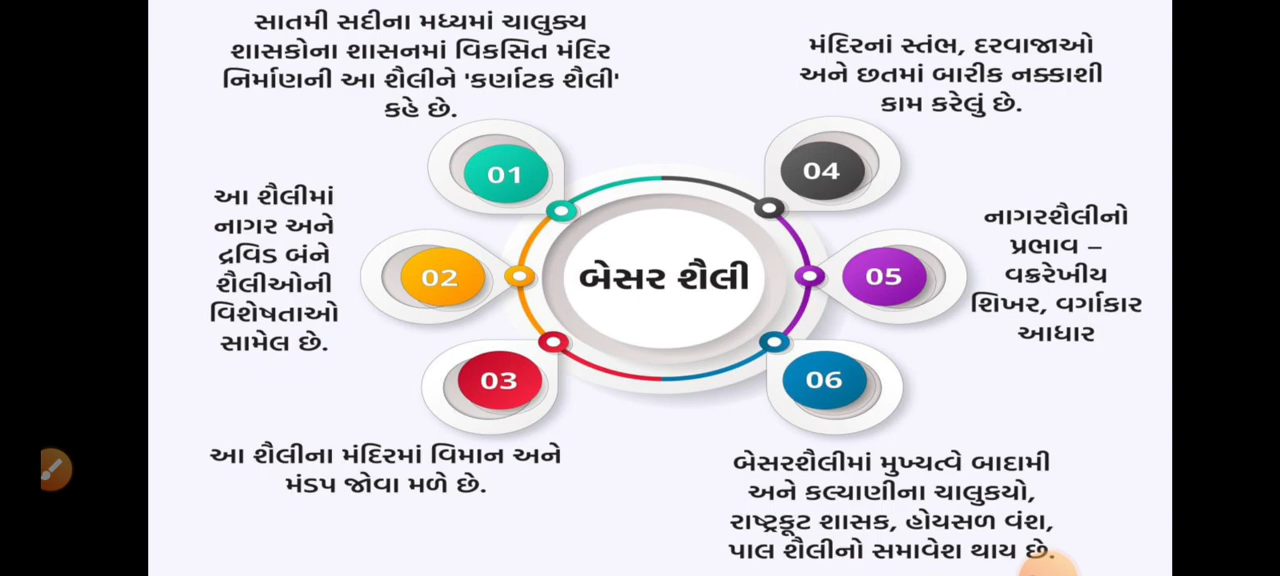 સાતમી સદીના મધ્યમાં ચાલુક્ય
શાસકોના શાસનમાં વિકસિત મંદિર
નિર્માણની આ શૈલીને 'કર્ણાટક શૈલી'
કહે છે.
01
આ શૈલીમાં
નાગર અને
દ્રવિડ બંને
શૈલીઓની
વિશેષતાઓ
સામેલ છે.
02
03
આ શૈલીના મંદિરમાં વિમાન અને
મંડપ જોવા મળે છે.
બેસર શૈલી
મંદિરનાં સ્તંભ, દરવાજાઓ
અને છતમાં બારીક નક્કાશી
કામ કરેલું છે.
04
05
નાગરશૈલીનો
પ્રભાવ –
વક્રરેખીય
શિખર, વર્ગાકાર
આધાર
06
બેસરશૈલીમાં મુખ્યત્વે બાદામી
અને કલ્યાણીના ચાલુકયો,
રાષ્ટ્રકૂટ શાસક, હોયસળ વંશ,
પાલ શૈલીનો સમાવેશ થાય છે.